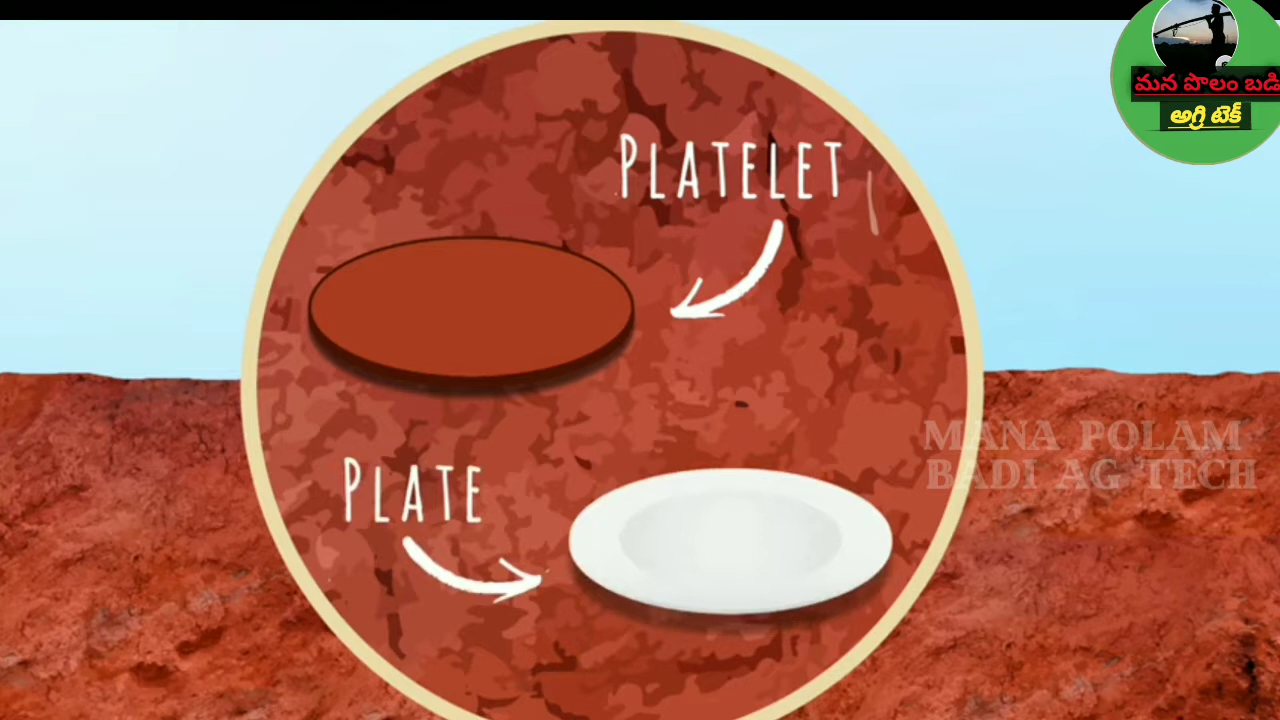 మన పొలం బడి
అగ్రి టెక్
PLATELET
MANA POLAM
BADI AG TECH
PLATE